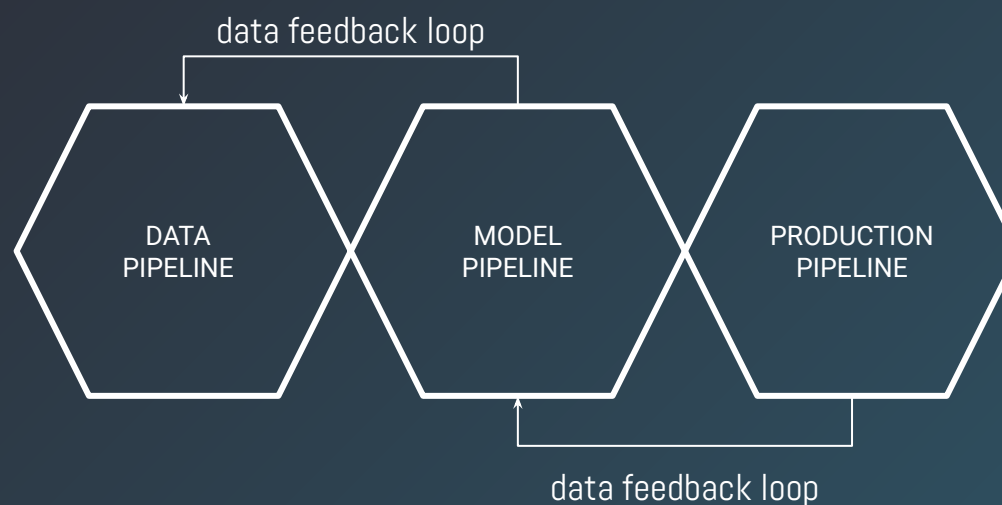 data feedback loop
DATA
PIPELINE
MODEL
PIPELINE
PRODUCTION
PIPELINE
data feedback loop